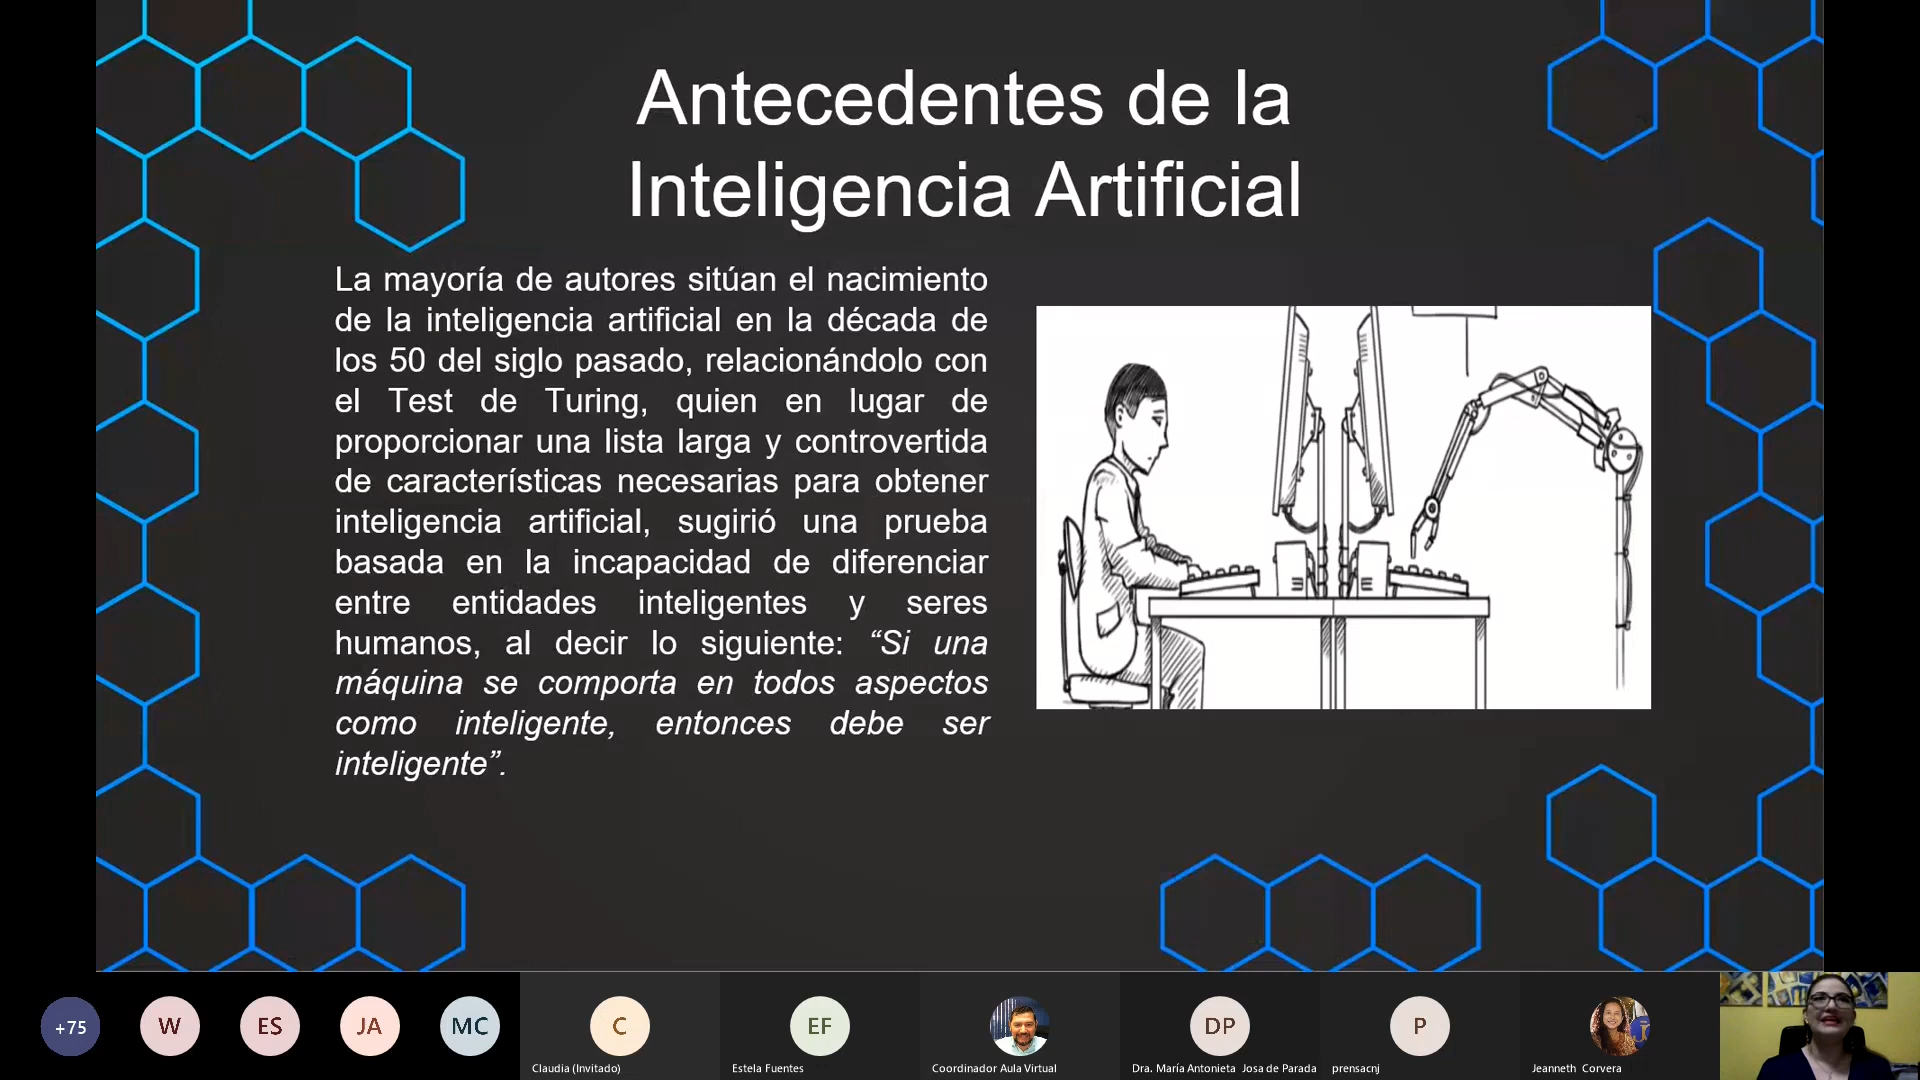 Antecedentes de la
Inteligencia Artificial
La mayoría de autores sitúan el nacimiento
de la inteligencia artificial en la década de
los 50 del siglo pasado, relacionándolo con
el Test de Turing, quien en lugar de
proporcionar una lista larga y controvertida
de características necesarias para obtener
inteligencia artificial, sugirió una prueba
basada en la incapacidad de diferenciar
entre entidades inteligentes y seres
humanos, al decir lo siguiente: “Si una
máquina se comporta en todos aspectos
como inteligente, entonces debe ser
inteligente”.
+75
W
ES
JA
MC
C
EF
DP
P
Claudia (Invitado)
Estela Fuentes
Coordinador Aula Virtual
Dra. María Antonieta Josa de Parada
prensacnj
Jeanneth Corvera